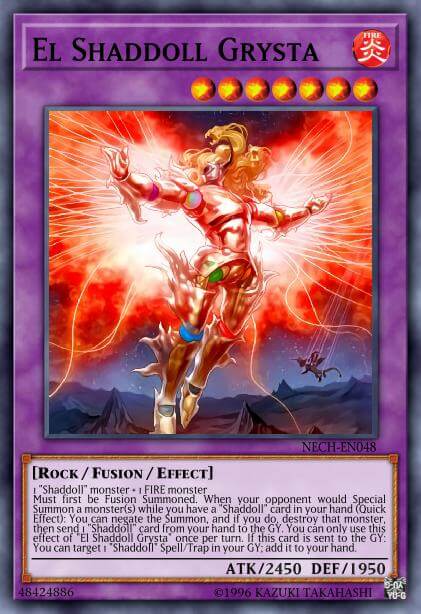 El Shaddoll Grysta
FIRE
炎
NECH-EN048
[Rock / Fusion / Effect]
1 "Shaddoll" monster + 1 FIRE monster
Must first be Fusion Summoned. When your opponent would Special
Summon a monster(s) while you have a "Shaddoll" card in your hand (Quick
Effect): You can negate the Summon, and if you do, destroy that monster,
then send 1 "Shaddoll" card from your hand to the GY. You can only use this
effect of "El Shaddoll Grysta" once per turn. If this card is sent to the GY:
You can target 1 "Shaddoll" Spell/Trap in your GY; add it to your hand.
ATK/2450 DEF/1950
48424886
©1996 KAZUKI TAKAHASHI